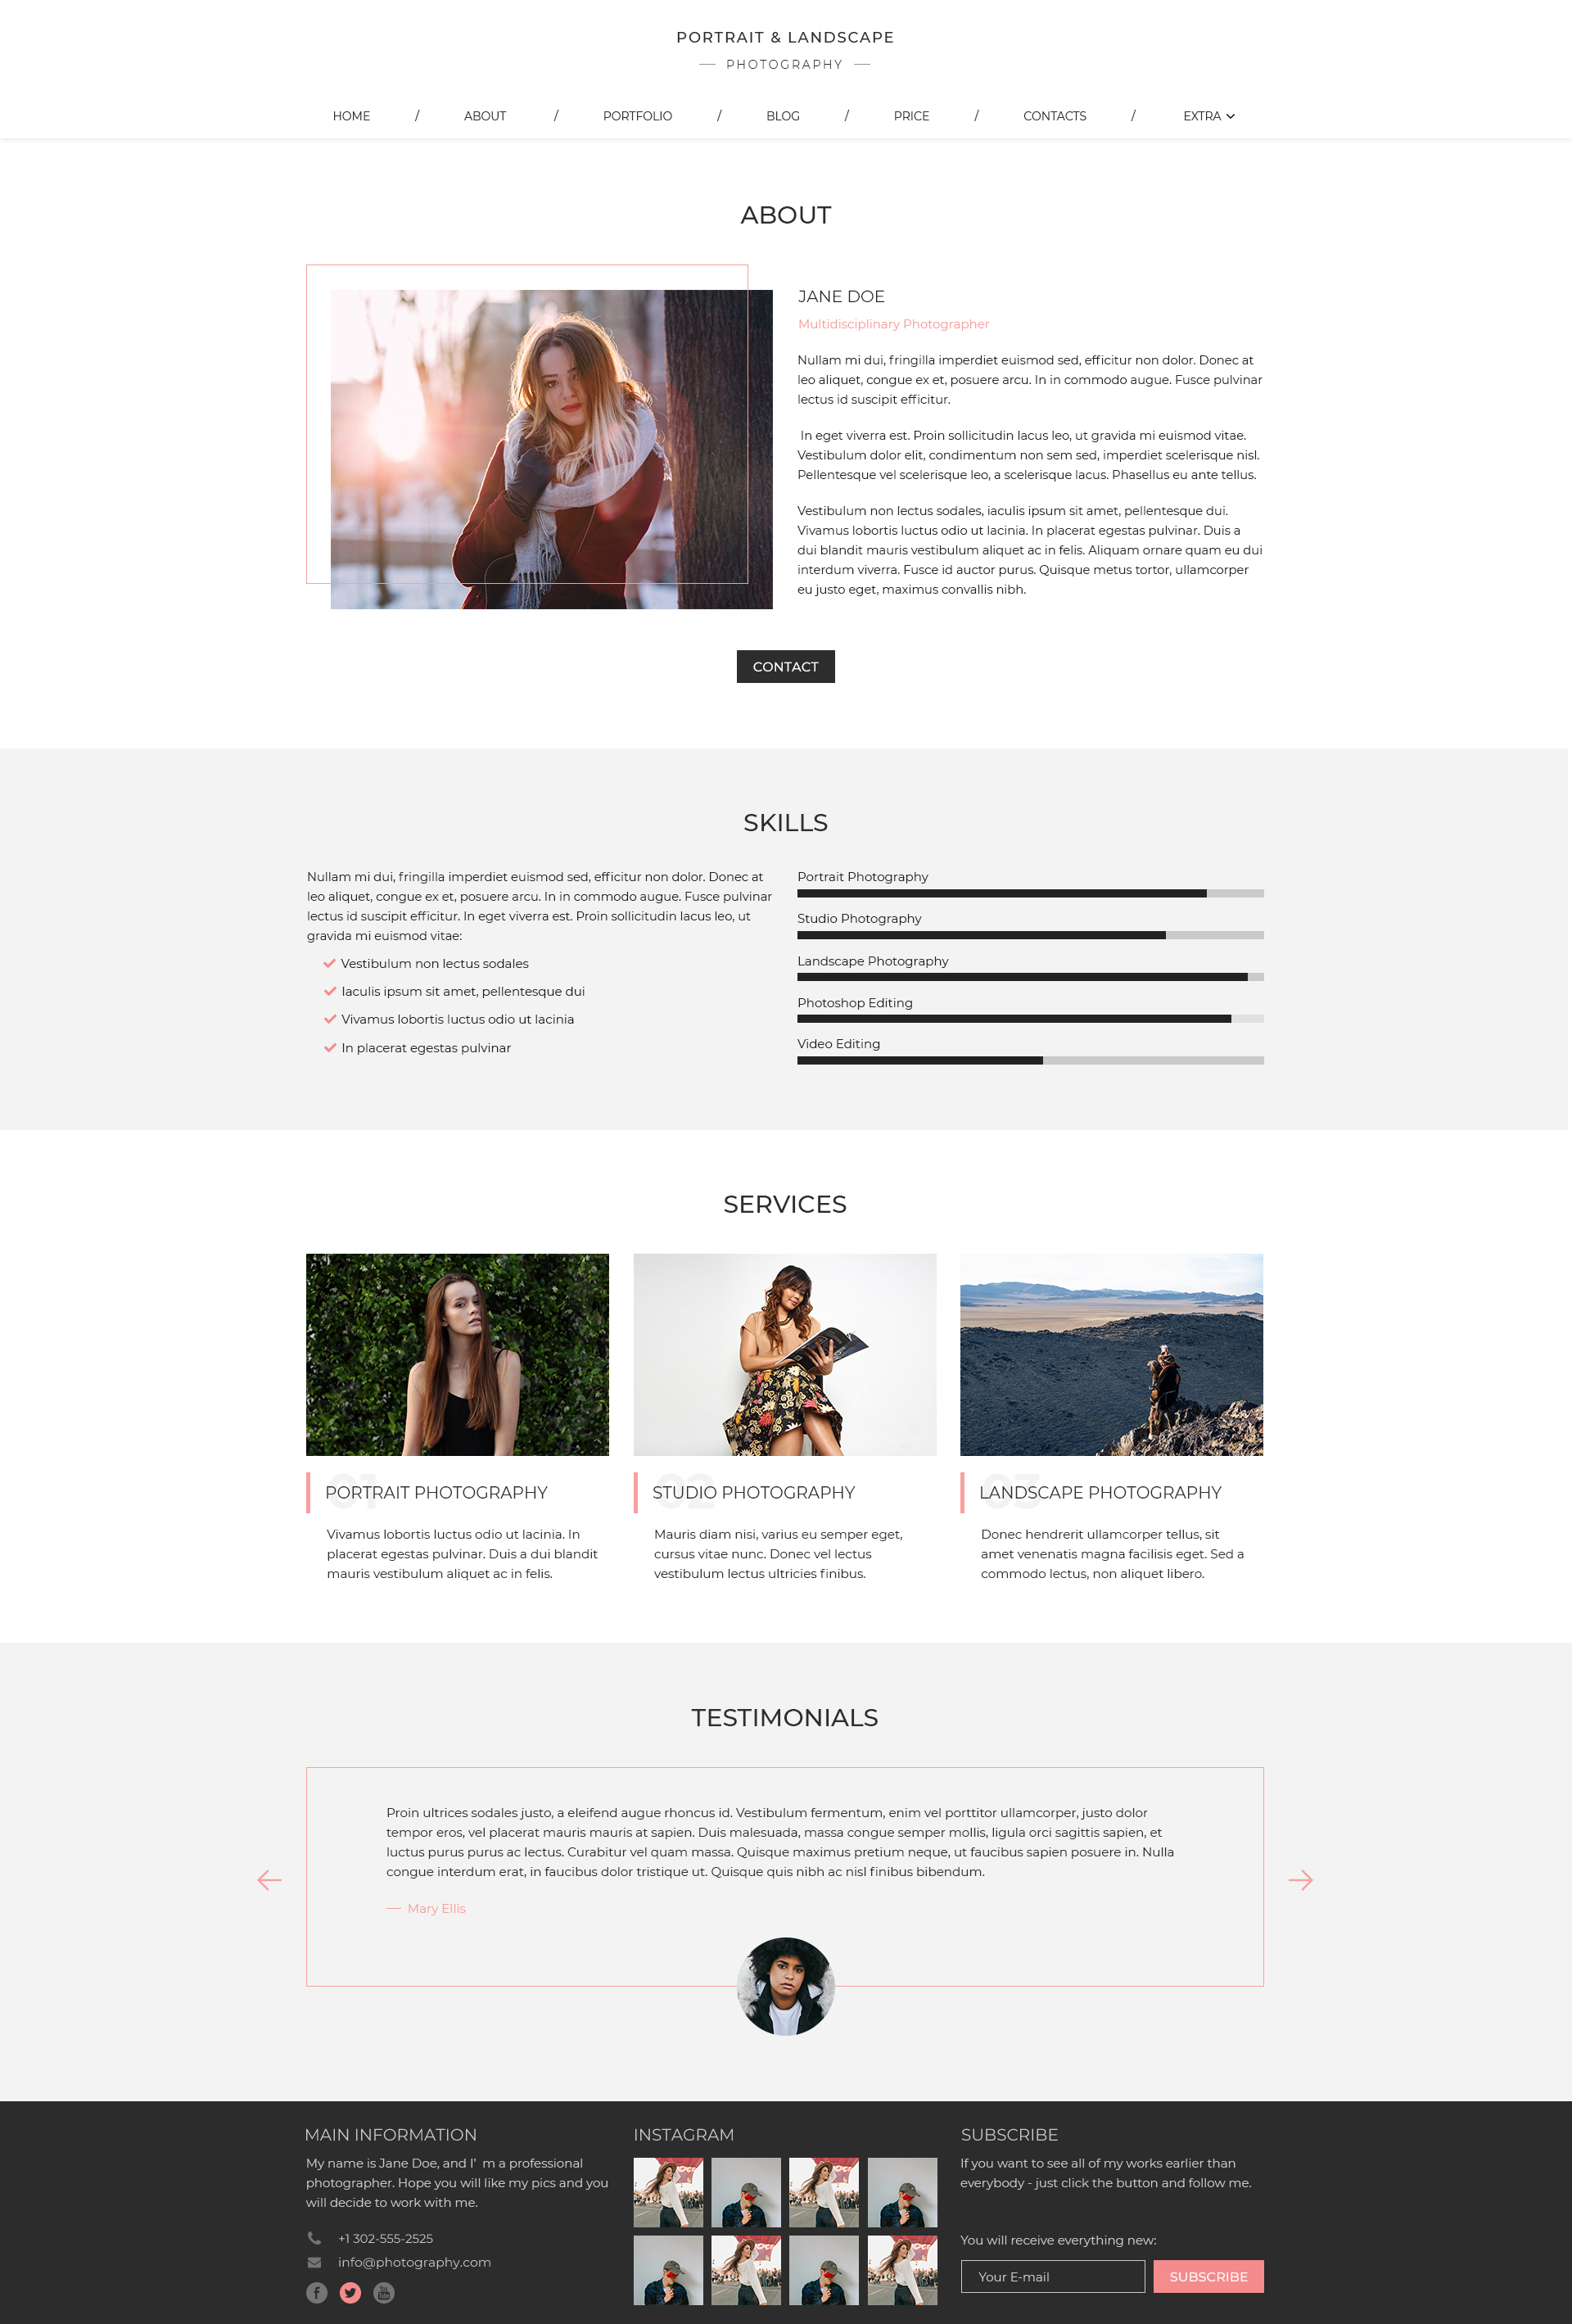 PORTRAIT & LANDSCAPE
PHOTOGRAPHY
HOME / ABOUT / PORTFOLIO / BLOG / PRICE / CONTACTS / EXTRA
ABOUT
JANE DOE
Multidisciplinary Photographer
Nullam mi dui, fringilla imperdiet euismod sed, efficitur non dolor. Donec at
leo aliquet, congue ex et, posuere arcu. In in commodo augue. Fusce pulvinar
lectus id suscipit efficitur.
In eget viverra est. Proin sollicitudin lacus leo, ut gravida mi euismod vitae.
Vestibulum dolor elit, condimentum non sem sed, imperdiet scelerisque nisl.
Pellentesque vel scelerisque leo, a scelerisque lacus. Phasellus eu ante tellus.
Vestibulum non lectus sodales, iaculis ipsum sit amet, pellentesque dui.
Vivamus lobortis luctus odio ut lacinia. In placerat egestas pulvinar. Duis a
dui blandit mauris vestibulum aliquet ac in felis. Aliquam ornare quam eu dui
interdum viverra. Fusce id auctor purus. Quisque metus tortor, ullamcorper
eu justo eget, maximus convallis nibh.
CONTACT
SKILLS
Nullam mi dui, fringilla imperdiet euismod sed, efficitur non dolor. Donec at
leo aliquet, congue ex et, posuere arcu. In in commodo augue. Fusce pulvinar
lectus id suscipit efficitur. In eget viverra est. Proin sollicitudin lacus leo, ut
gravida mi euismod vitae:
Vestibulum non lectus sodales
Iaculis ipsum sit amet, pellentesque dui
Vivamus lobortis luctus odio ut lacinia
In placerat egestas pulvinar
Portrait Photography
Studio Photography
Landscape Photography
Photoshop Editing
Video Editing
SERVICES
01
PORTRAIT PHOTOGRAPHY
Vivamus lobortis luctus odio ut lacinia. In
placerat egestas pulvinar. Duis a dui blandit
mauris vestibulum aliquet ac in felis.
02
STUDIO PHOTOGRAPHY
Mauris diam nisi, varius eu semper eget,
cursus vitae nunc. Donec vel lectus
vestibulum lectus ultricies finibus.
03
LANDSCAPE PHOTOGRAPHY
Donec hendrerit ullamcorper tellus, sit
amet venenatis magna facilisis eget. Sed a
commodo lectus, non aliquet libero.
TESTIMONIALS
Proin ultrices sodales justo, a eleifend augue rhoncus id. Vestibulum fermentum, enim vel porttitor ullamcorper, justo dolor
tempor eros, vel placerat mauris mauris at sapien. Duis malesuada, massa congue semper mollis, ligula orci sagittis sapien, et
luctus purus purus ac lectus. Curabitur vel quam massa. Quisque maximus pretium neque, ut faucibus sapien posuere in. Nulla
congue interdum erat, in faucibus dolor tristique ut. Quisque quis nibh ac nisl finibus bibendum.
— Mary Ellis
MAIN INFORMATION
My name is Jane Doe, and I' m a professional
photographer. Hope you will like my pics and you
will decide to work with me.
+1 302-555-2525
info@photography.com
INSTAGRAM
SUBSCRIBE
If you want to see all of my works earlier than
everybody - just click the button and follow me.
You will receive everything new:
Your E-mail
SUBSCRIBE